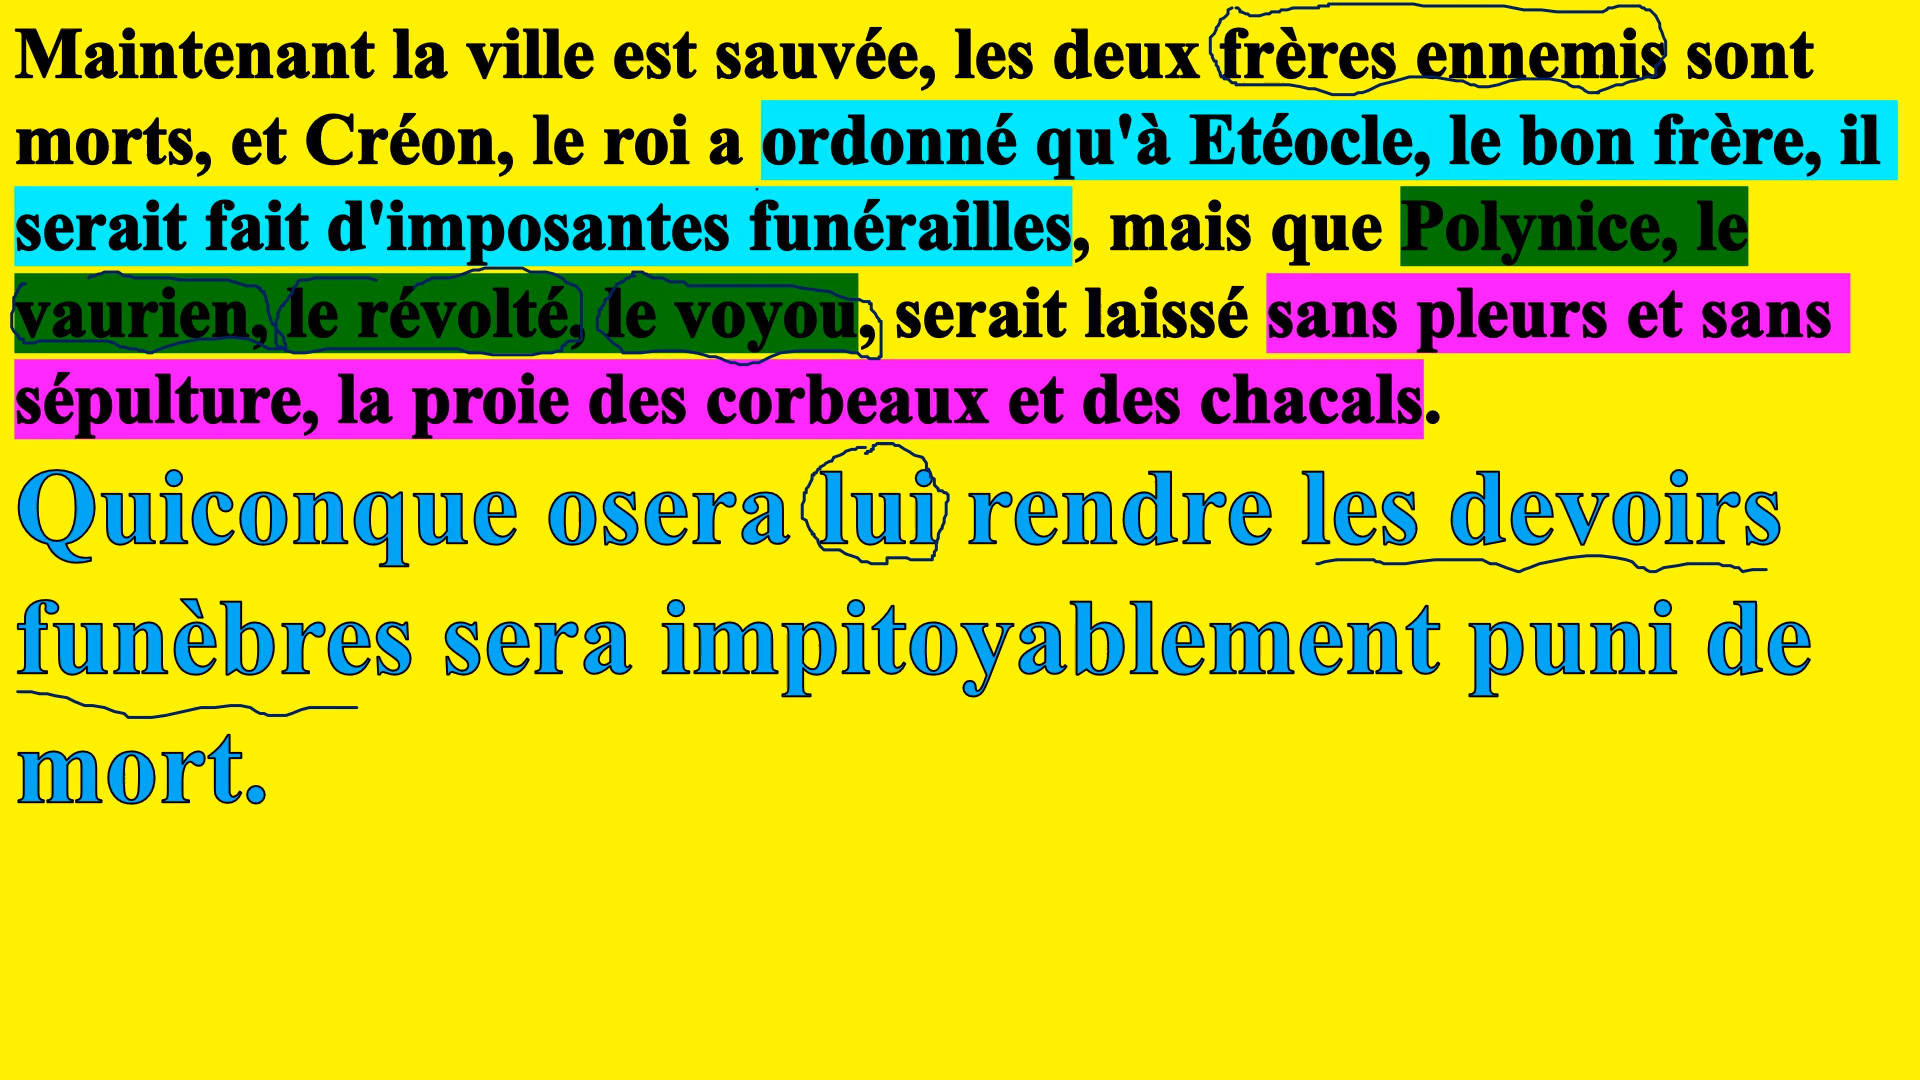 Maintenant la ville est sauvée, les deux frères ennemis sont
morts, et Créon, le roi a ordonné qu'à Etéocle, le bon frère, il
serait fait d'imposantes funérailles, mais que Polynice, le
vaurien, le révolté, le voyou, serait laissé sans pleurs et sans
sépulture, la proie des corbeaux et des chacals.
Quiconque osera lui rendre les devoirs
funèbres sera impitoyablement puni de
mort.